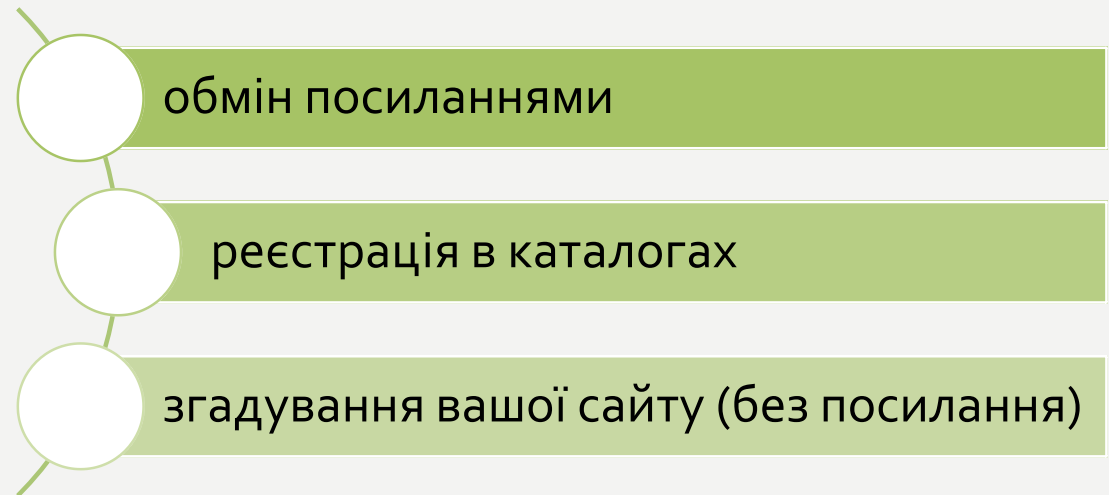 обмін посиланнями
реєстрація в каталогах
згадування вашої сайту (без посилання)